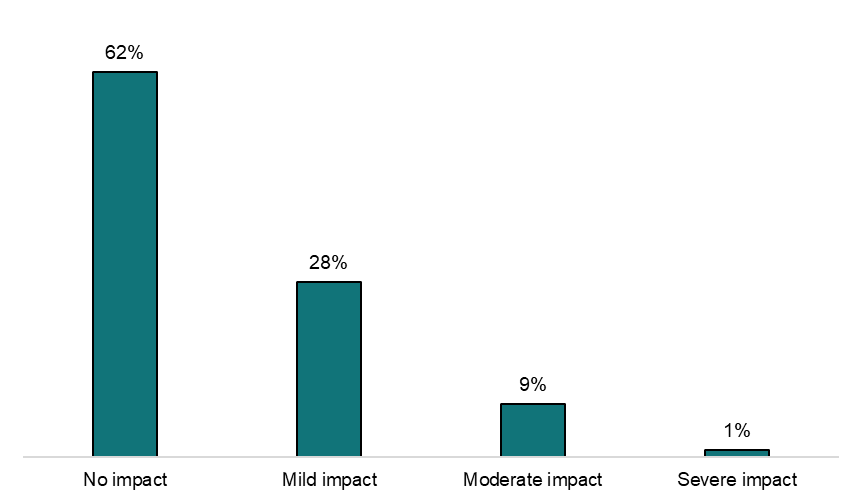 62%
28%
9%
1%
No impact
Mild impact
Moderate impact
Severe impact